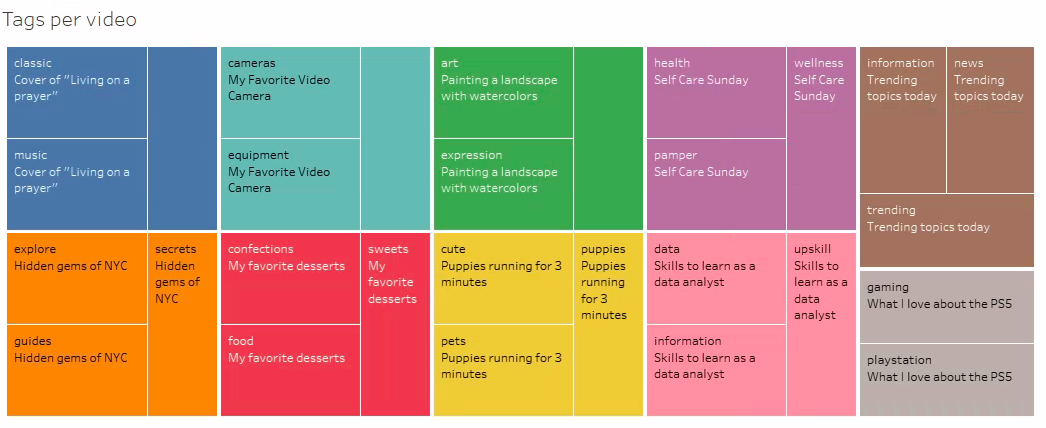 Tags per video
classic
Cover of "Living on a
prayer"
music
Cover of "Living on a
prayer"
cameras
My Favorite Video
Camera
equipment
My Favorite Video
Camera
art
Painting a landscape
with watercolors
expression
Painting a landscape
with watercolors
health
Self Care Sunday
pamper
Self Care Sunday
wellness
Self Care
Sunday
information
Trending
topics today
news
Trending
topics today
trending
Trending topics today
explore
Hidden gems of NYC
guides
Hidden gems of NYC
secrets
Hidden
gems of
NYC
confections
My favorite desserts
food
My favorite desserts
sweets
My
favorite
desserts
cute
Puppies running for 3
minutes
pets
Puppies running for 3
minutes
puppies
Puppies
running
for 3
minutes
data
Skills to learn as a
data analyst
information
Skills to learn as a
data analyst
upskill
Skills to
learn as a
data
analyst
gaming
What I love about the PS5
playstation
What I love about the PS5